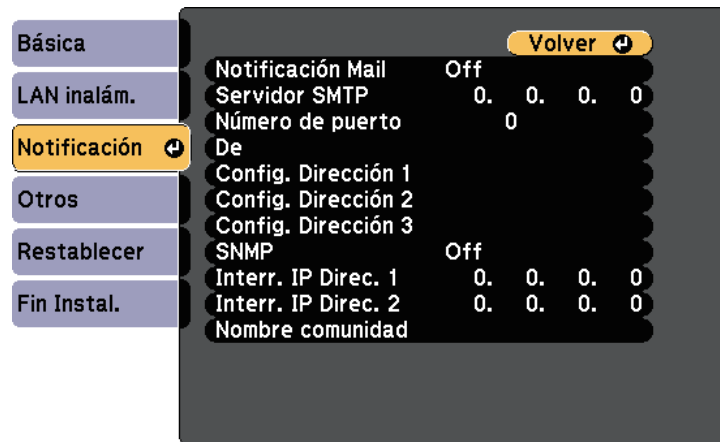 Básica
LAN inalám.
Notificación
Otros
Restablecer
Fin Instal.
Volver
Notificación Mail Off
Servidor SMTP 0. 0. 0. 0
Número de puerto 0
De
Config. Dirección 1
Config. Dirección 2
Config. Dirección 3
SNMP Off
Interr. IP Direc. 1 0. 0. 0. 0
Interr. IP Direc. 2 0. 0. 0. 0
Nombre comunidad